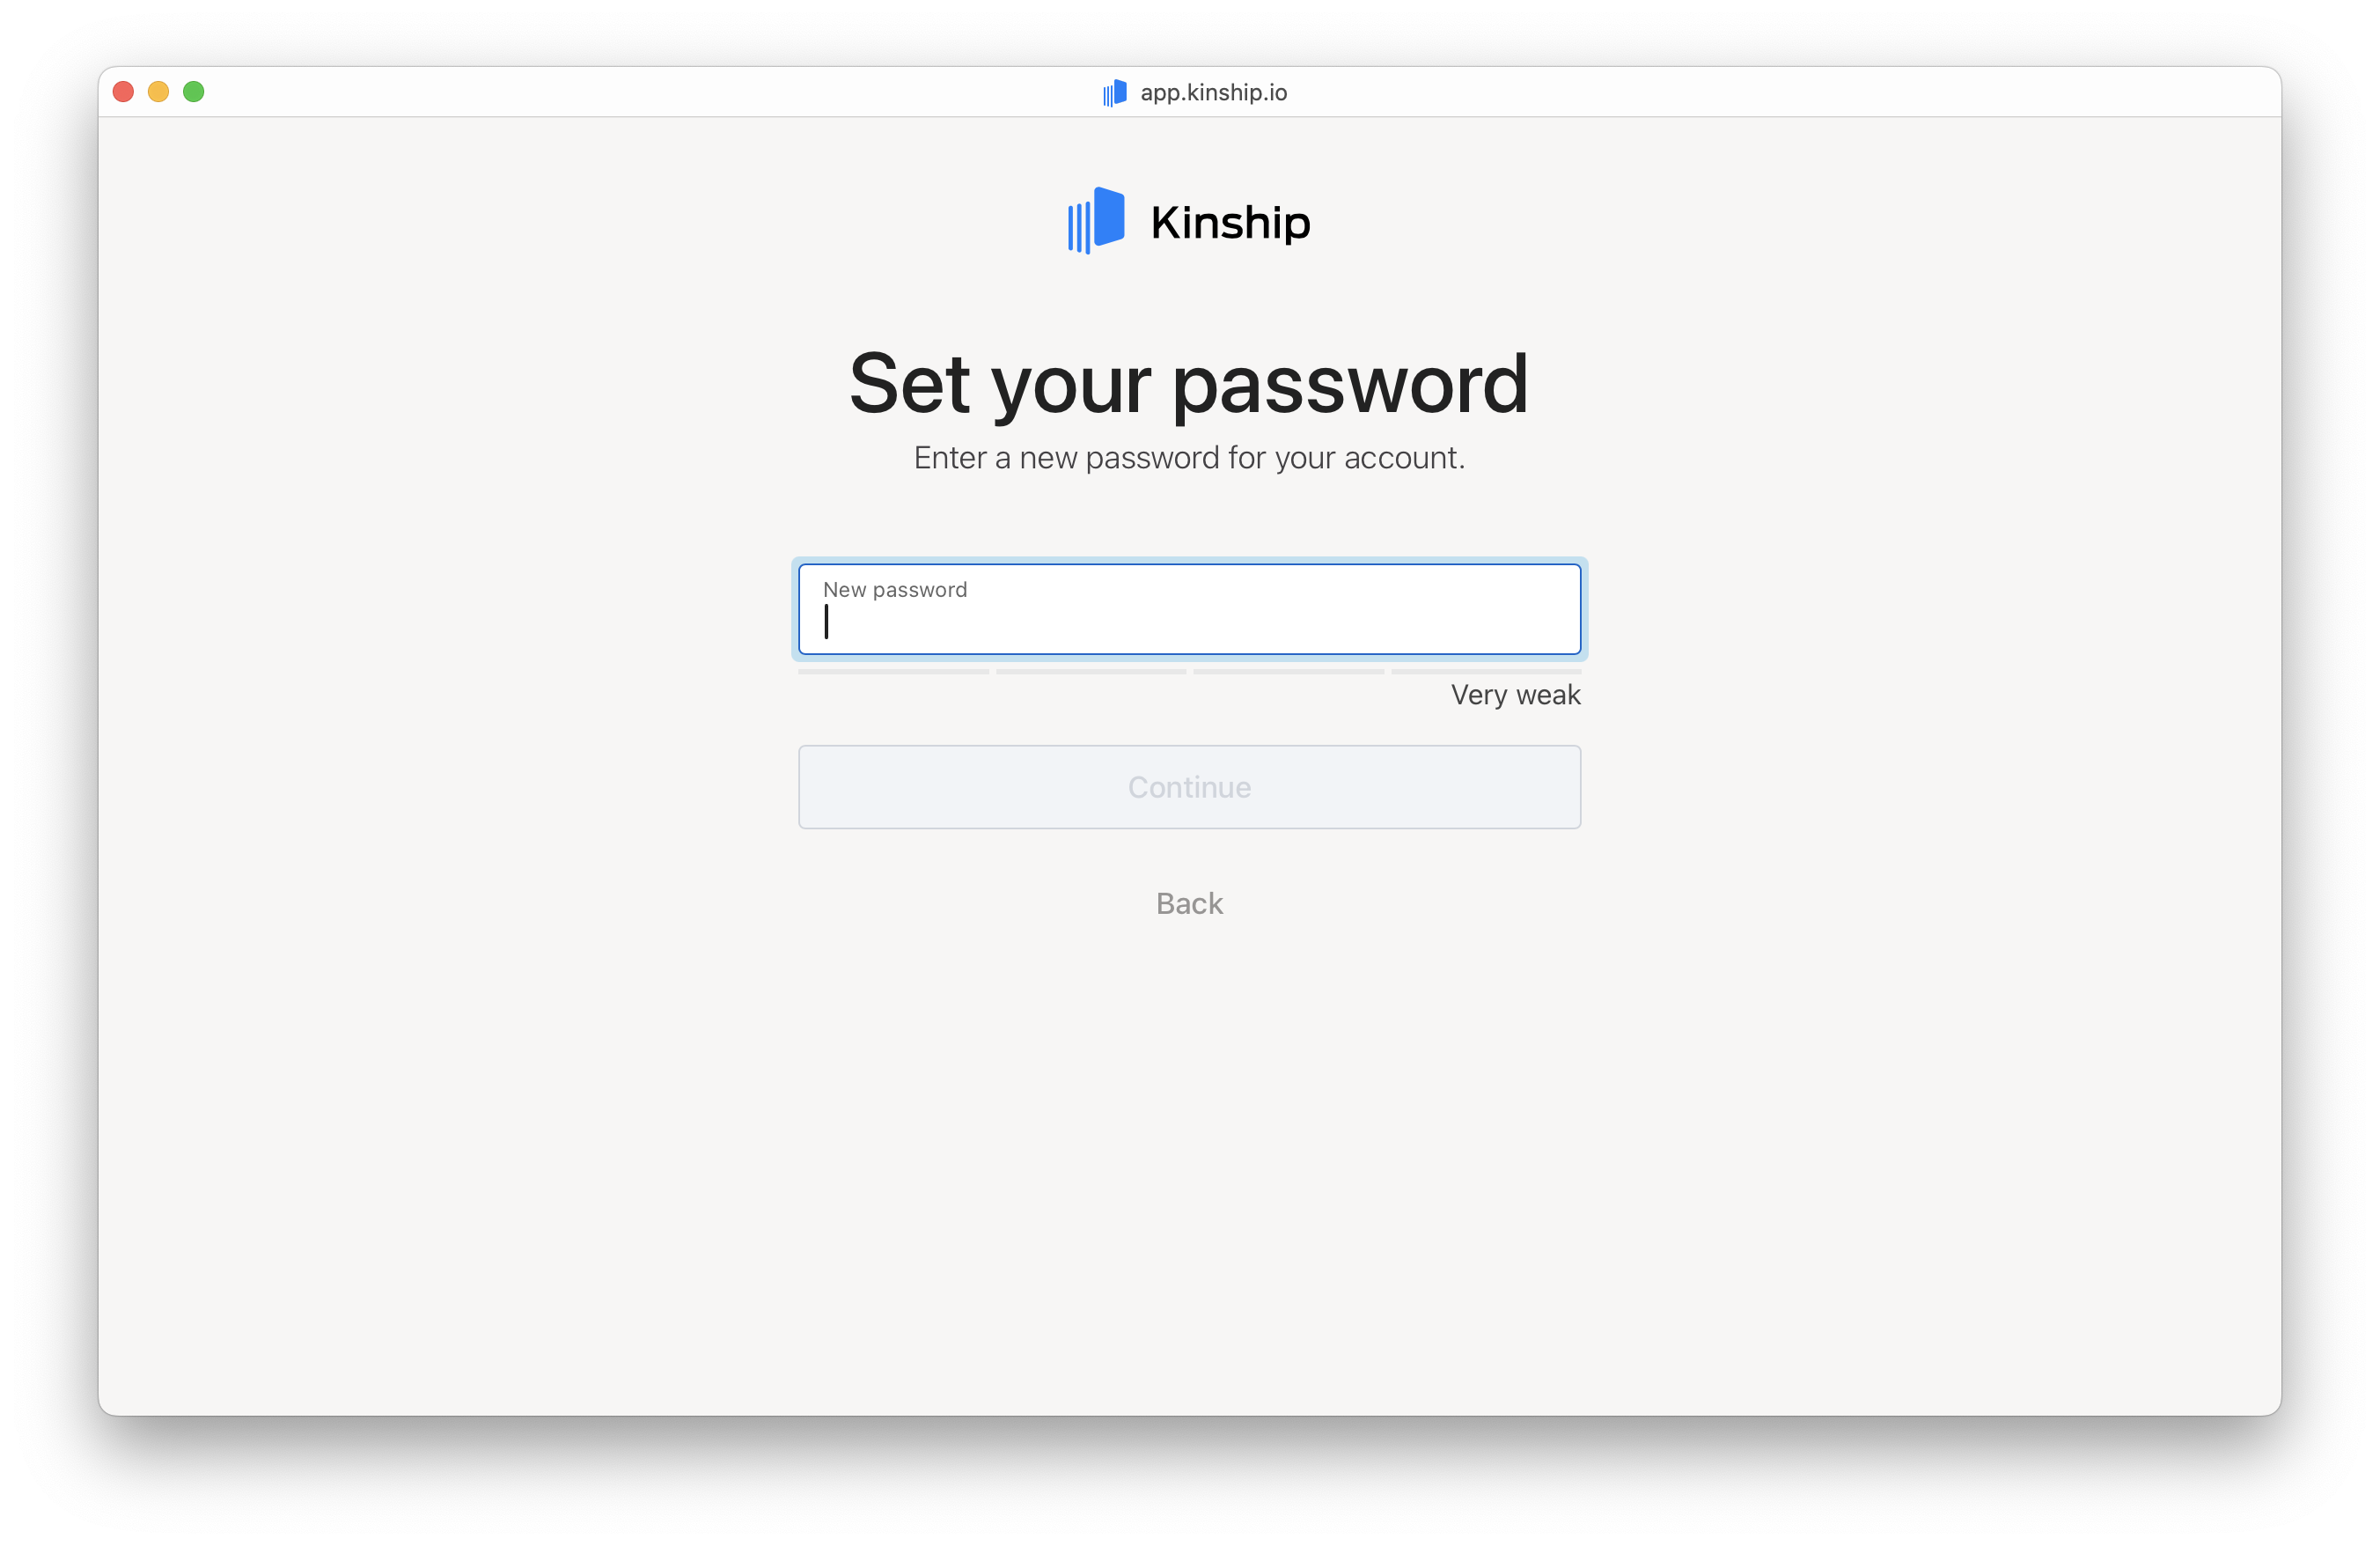 app.kinship.io
Kinship
Set your password
Enter a new password for your account.
New password
Very weak
Continue
Back